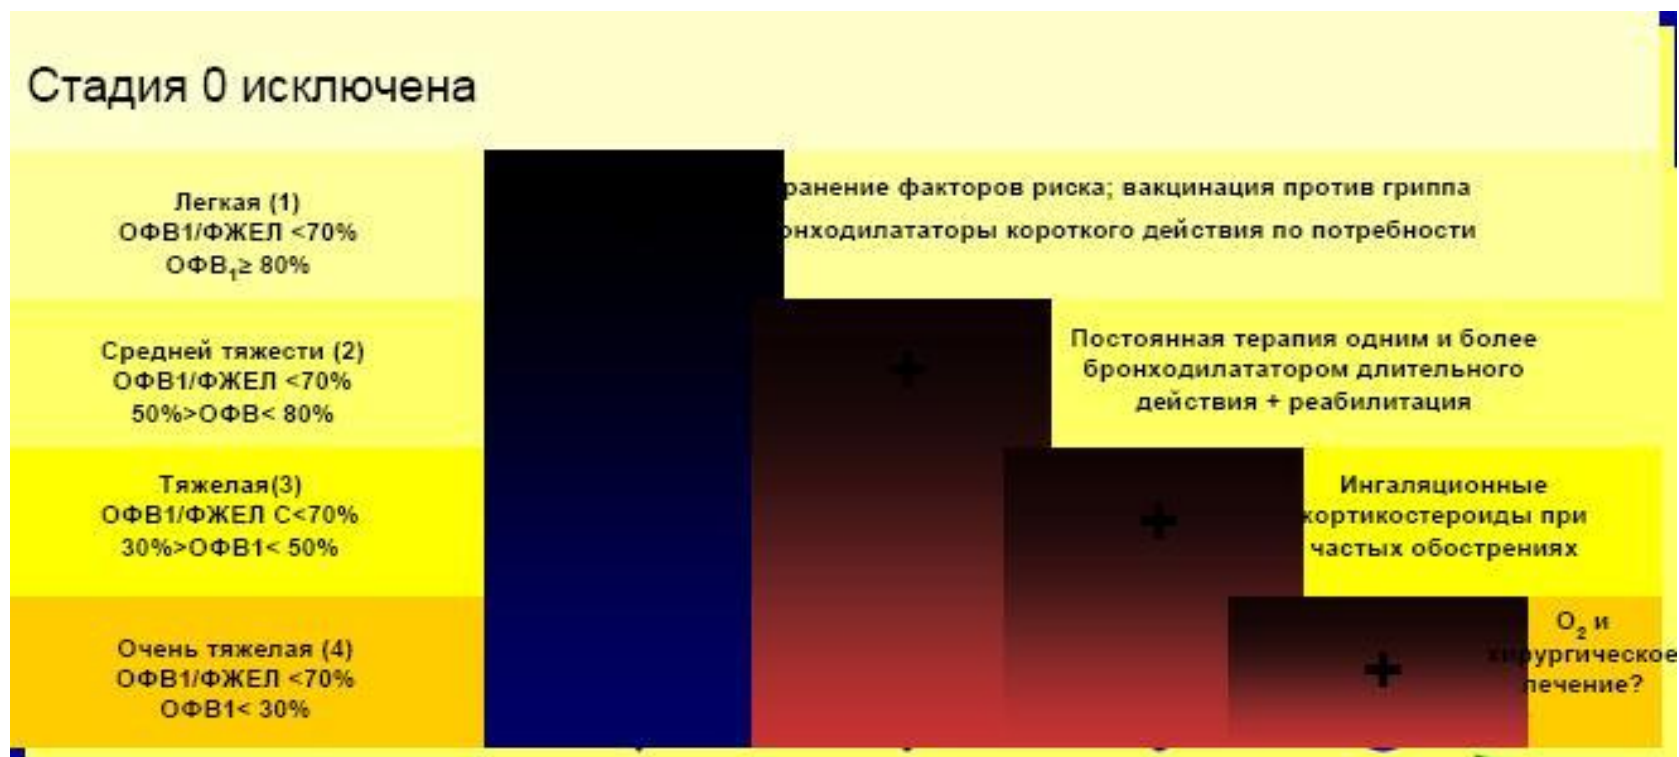 Стадия 0 исключена
Легкая (1)
ОФВ1/ФЖЕЛ <70%
ОФВ₁≥ 80%
ранение факторов риска; вакцинация против гриппа
онходилататоры короткого действия по потребности
Средней тяжести (2)
ОФВ1/ФЖЕЛ <70%
50%>ОФВ< 80%
+
Постоянная терапия одним и более
бронходилататором длительного
действия + реабилитация
Тяжелая(3)
ОФВ1/ФЖЕЛ С<70%
30%>ОФВ1< 50%
+
Ингаляционные
кортикостероиды при
частых обострениях
Очень тяжелая (4)
ОФВ1/ФЖЕЛ <70%
ОФВ1< 30%
+
О₂ и
хирургическое
лечение?